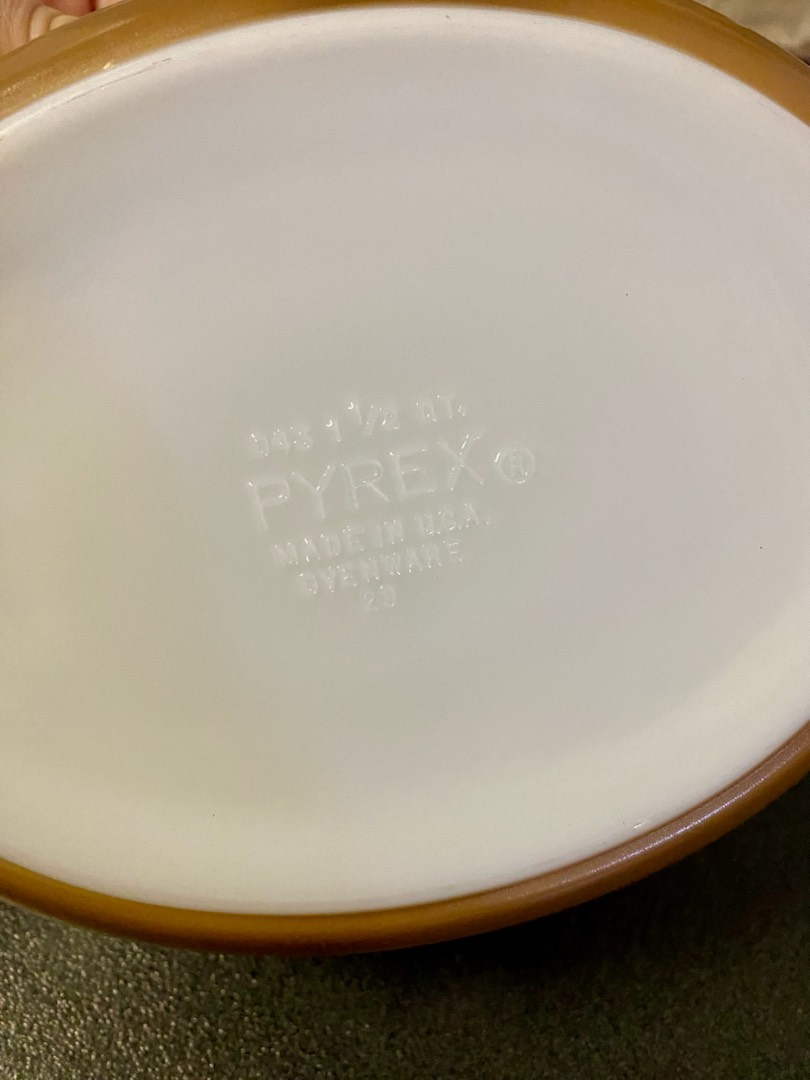 043 1 1/2 QT.
PYREX®
MADE IN U.S.A.
OVENWARE
20